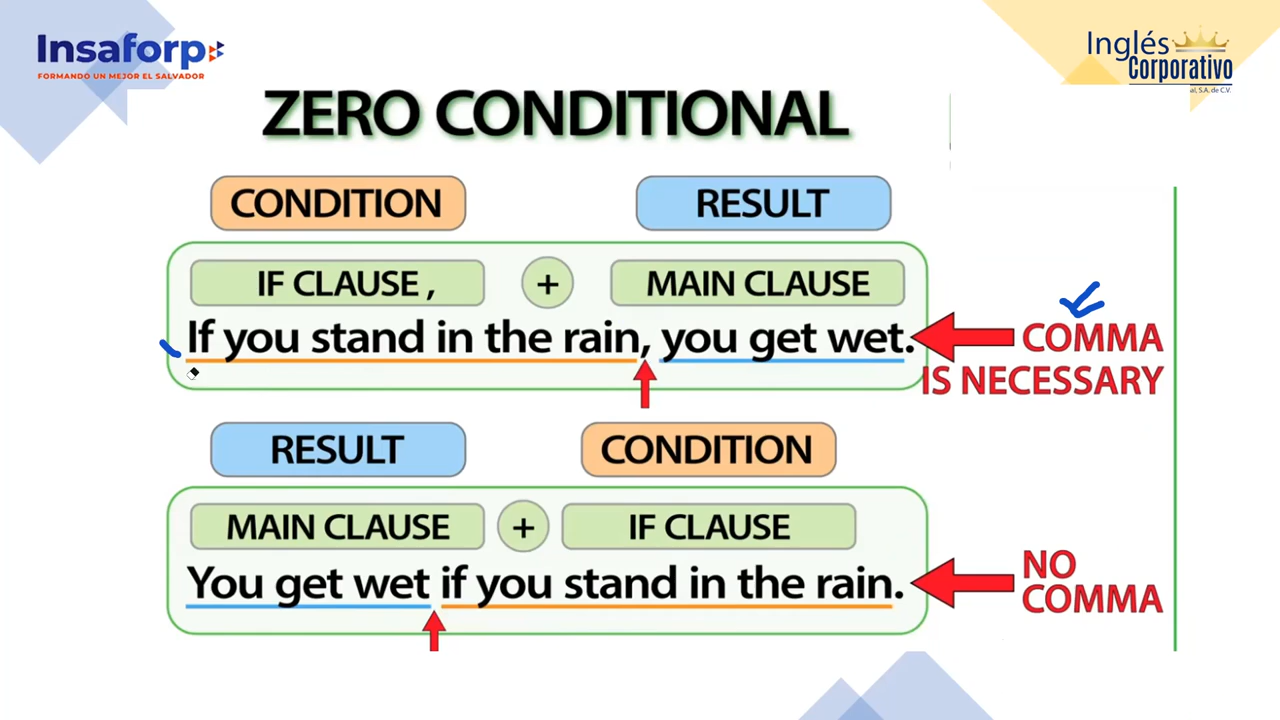 Insaforp
FORMANDO UN MEJOR EL SALVADOR
Inglés
Corporativo
al, S.A. de C.V.
ZERO CONDITIONAL
CONDITION
RESULT
IF CLAUSE , + MAIN CLAUSE
If you stand in the rain, you get wet.
COMMA
IS NECESSARY
RESULT
CONDITION
MAIN CLAUSE + IF CLAUSE
You get wet if you stand in the rain.
NO
COMMA